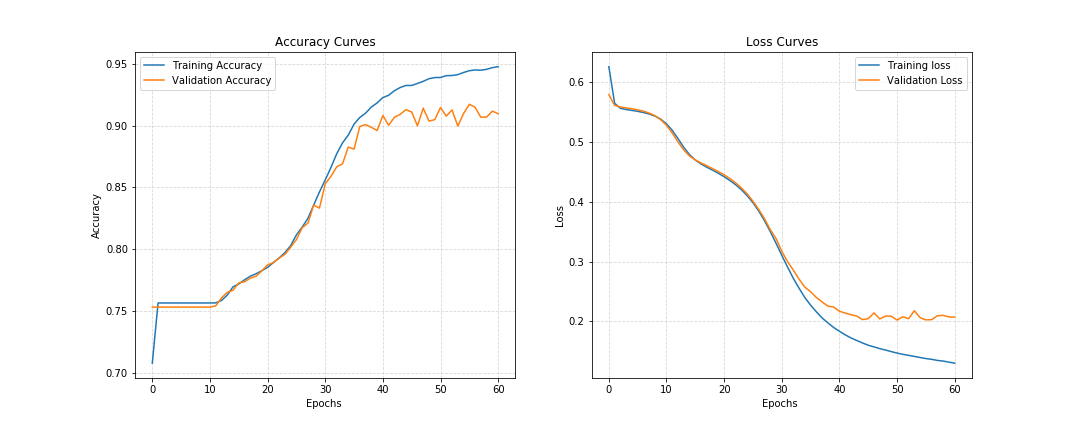 Accuracy Curves
Training Accuracy
Validation Accuracy
0.95
0.90
0.85
0.80
0.75
0.70
Accuracy
0 10 20 30 40 50 60
Epochs
Loss Curves
Training loss
Validation Loss
0.6
0.5
0.4
0.3
0.2
Loss
0 10 20 30 40 50 60
Epochs